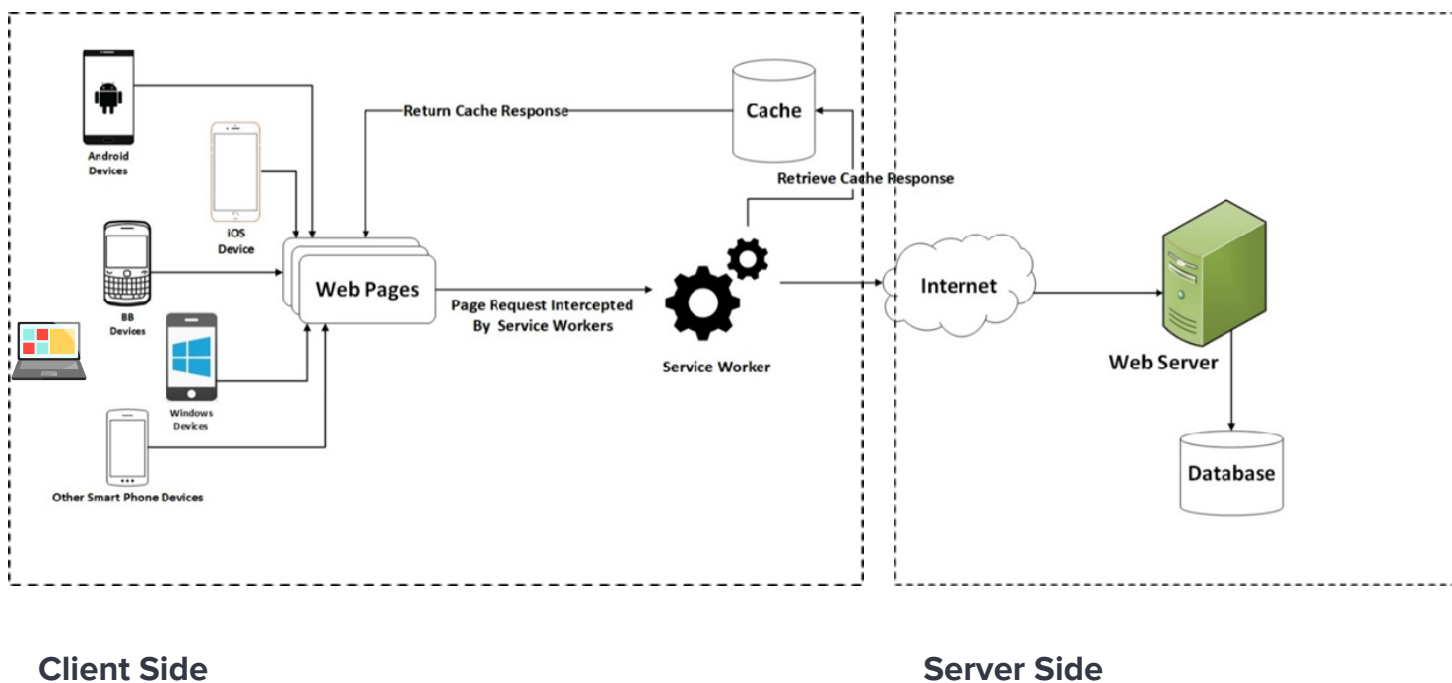 Android
Devices
iOS
Device
BB
Devices
Windows
Devices
Other Smart Phone Devices
Web Pages
Return Cache Response
Cache
Retrieve Cache Response
Page Request Intercepted
By Service Workers
Service Worker
Internet
Web Server
Database
Client Side
Server Side